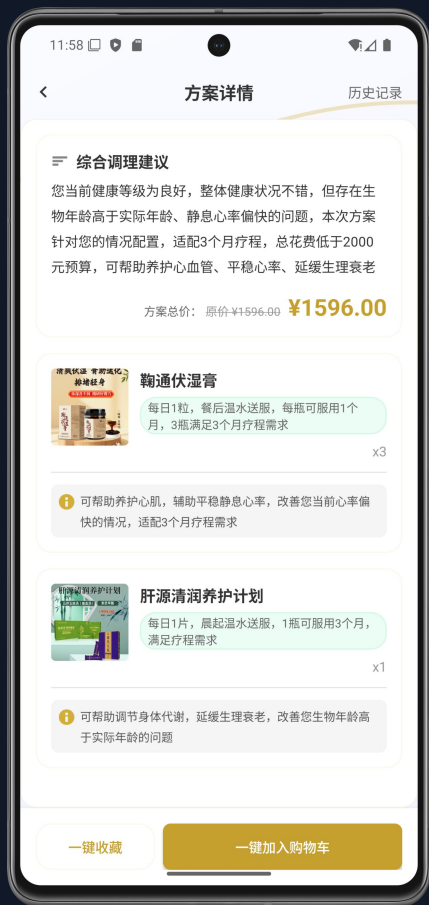 11:58
方案详情
历史记录
综合调理建议
您当前健康等级为良好，整体健康状况不错，但存在生
物年龄高于实际年龄、静息心率偏快的问题，本次方案
针对您的情况配置，适配3个月疗程，总花费低于2000
元预算，可帮助养护心血管、平稳心率、延缓生理衰老
方案总价： 原价 ¥1596.00 ¥1596.00
排堵轻身
鞠通伏湿膏
每日1粒，餐后温水送服，每瓶可服用1个
月，3瓶满足3个月疗程需求
x3
可帮助养护心肌，辅助平稳静息心率，改善您当前心率偏
快的情况，适配3个月疗程需求
肝源清润养护计划
肝源清润养护计划
每日1片，晨起温水送服，1瓶可服用3个月，
满足疗程需求
x1
可帮助调节身体代谢，延缓生理衰老，改善您生物年龄高
于实际年龄的问题
一键收藏
一键加入购物车